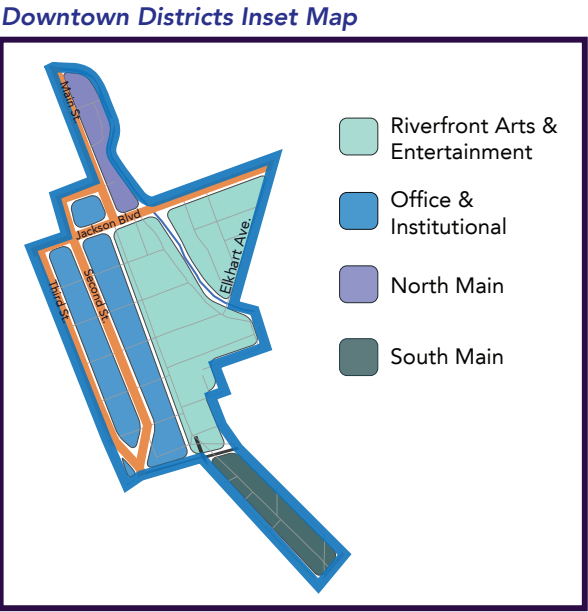 Downtown Districts Inset Map
Main St.
Riverfront Arts &
Entertainment
Office &
Institutional
Jackson Blvd
Elkhart Ave.
Second St.
Third St.
North Main
South Main